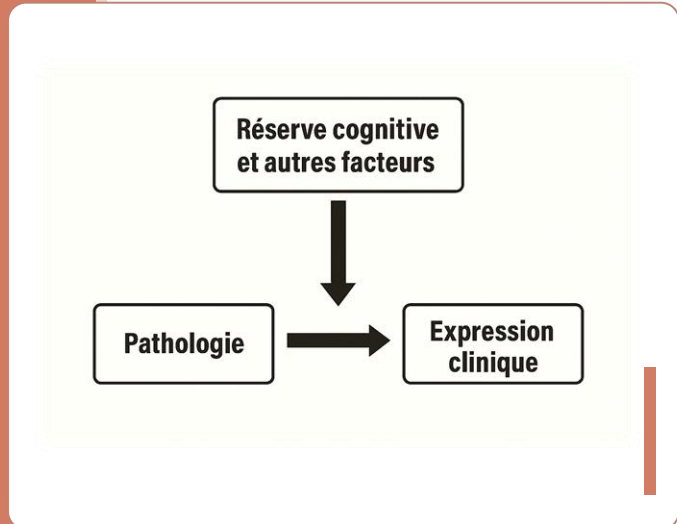 Réserve cognitive
et autres facteurs
Pathologie
Expression
clinique